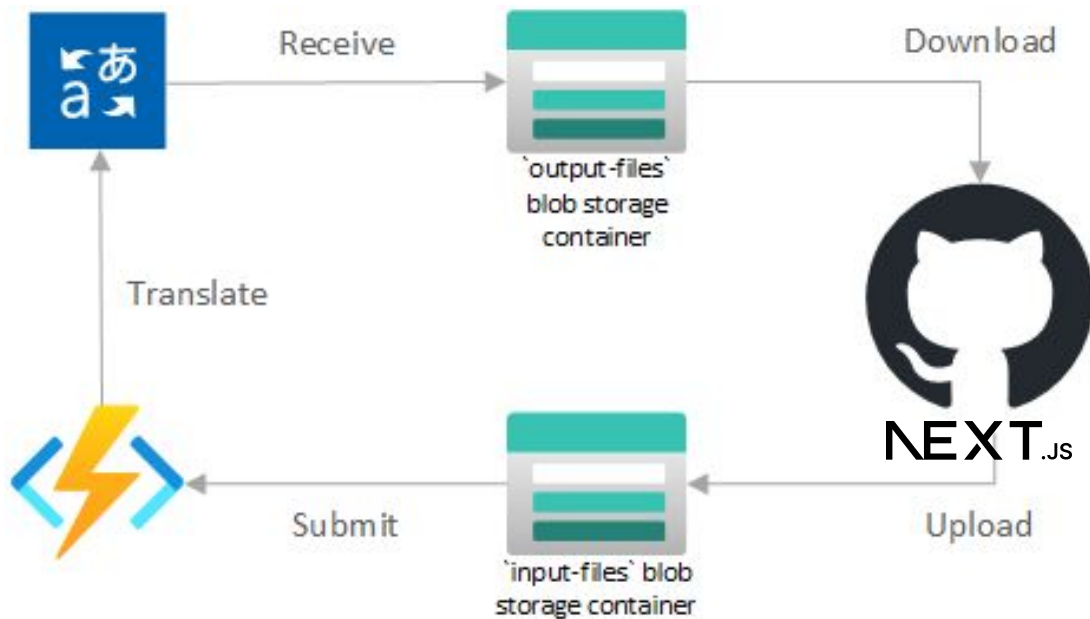 Receive
Download
あ
a
`output-files`
blob storage
container
Translate
NEXT.JS
Submit
Upload
`input-files` blob
storage container